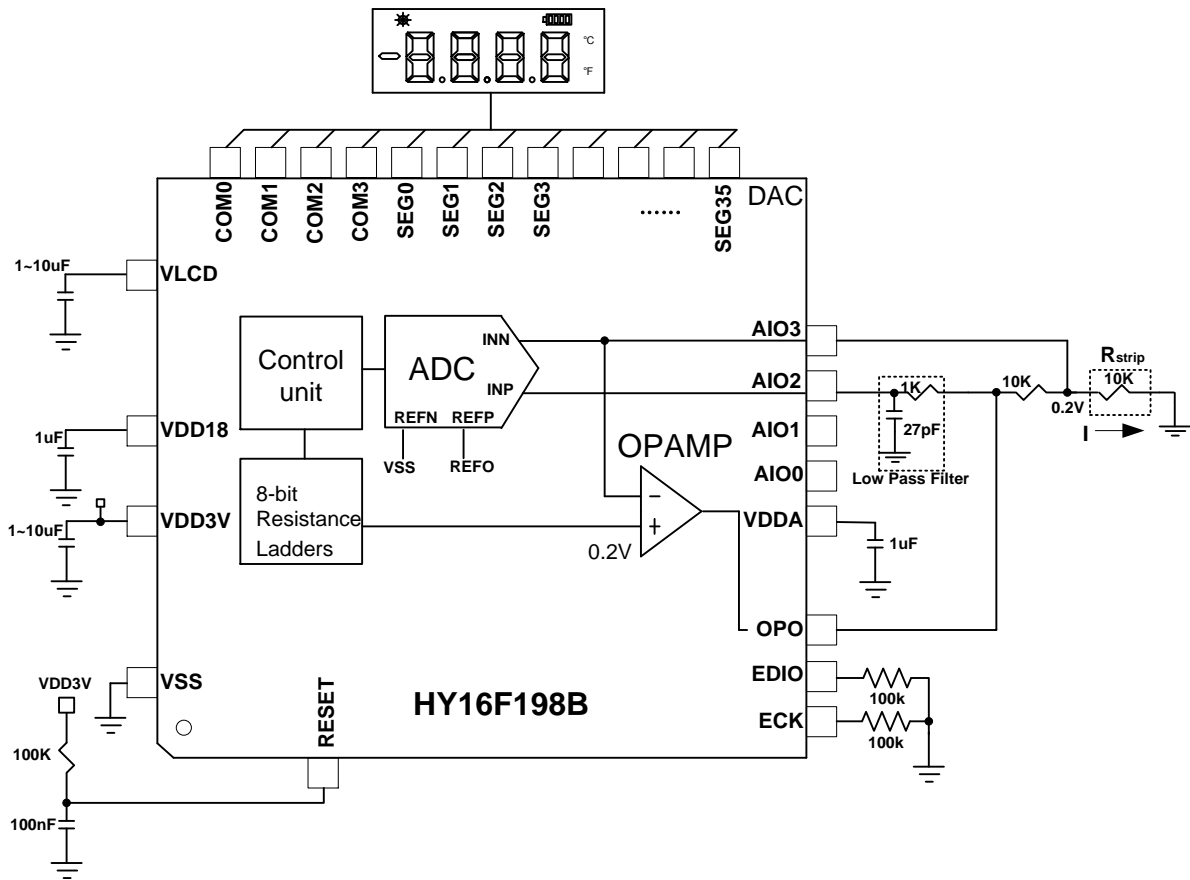 °C
°F
COM0
COM1
COM2
COM3
SEG0
SEG1
SEG2
SEG3
......
SEG35
DAC
1~10uF
VLCD
Control
unit
ADC
INN
INP
REFN
REFP
VSS
REFO
AIO3
AIO2
AIO1
AIO0
VDDA
1K
27pF
Low Pass Filter
10K
0.2V
Rstrip
10K
I
1uF
VDD18
OPAMP
8-bit
Resistance
Ladders
−
+
0.2V
1~10uF
VDD3V
1uF
OPO
VSS
VDD3V
EDIO
100k
ECK
100k
HY16F198B
RESET
100K
100nF